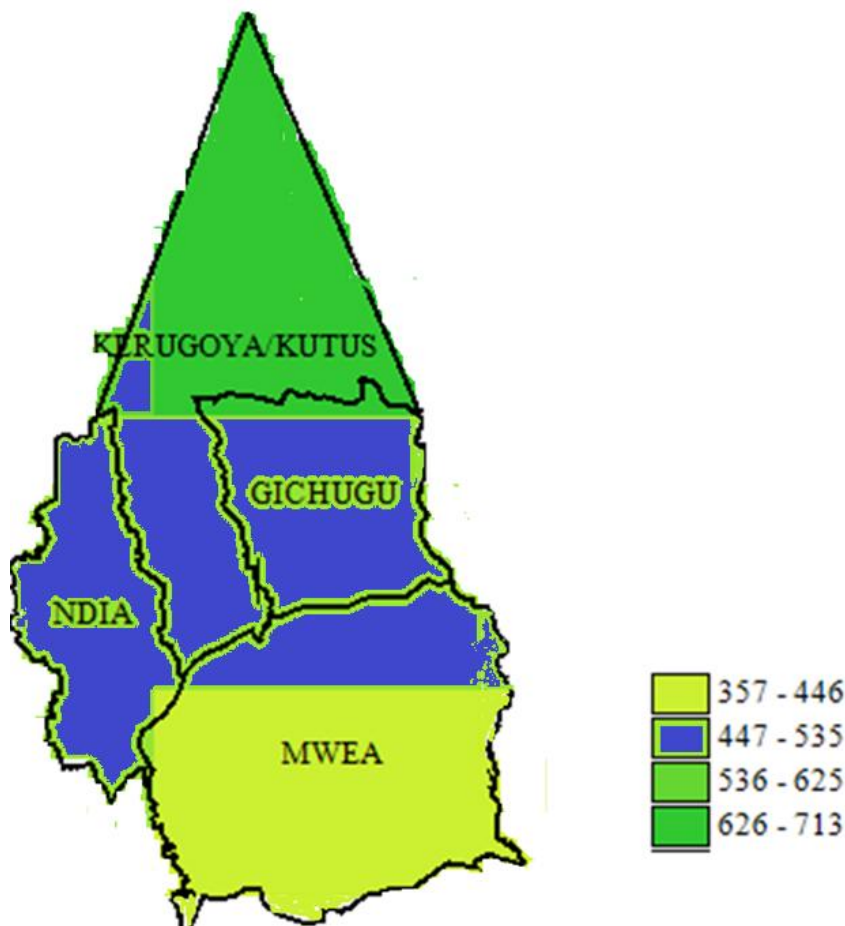 KERUGOYA/KUTUS
GICHUGU
NDIA
MWEA
357 - 446
447 - 535
536 - 625
626 - 713